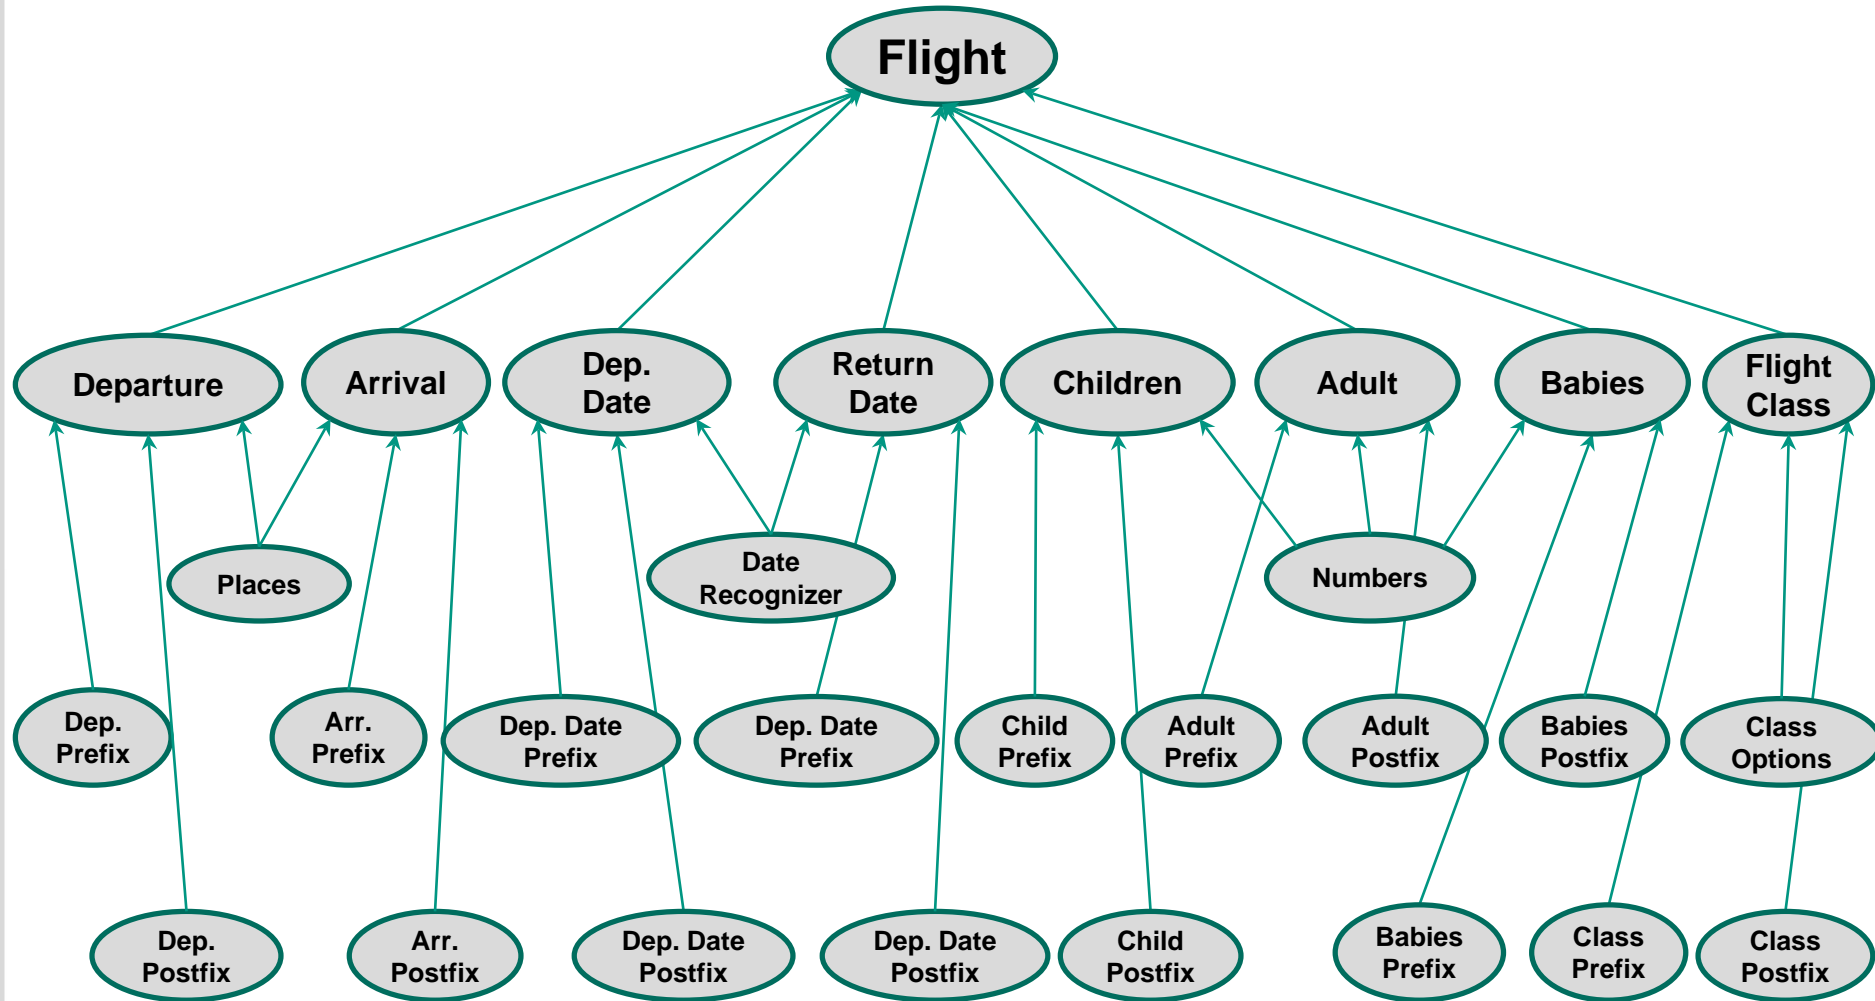 Flight
Departure
Arrival
Dep.
Date
Return
Date
Children
Adult
Babies
Flight
Class
Places
Date
Recognizer
Numbers
Dep.
Prefix
Arr.
Prefix
Dep. Date
Prefix
Dep. Date
Prefix
Child
Prefix
Adult
Prefix
Adult
Postfix
Babies
Postfix
Class
Options
Dep.
Postfix
Arr.
Postfix
Dep. Date
Postfix
Dep. Date
Postfix
Child
Postfix
Babies
Prefix
Class
Prefix
Class
Postfix